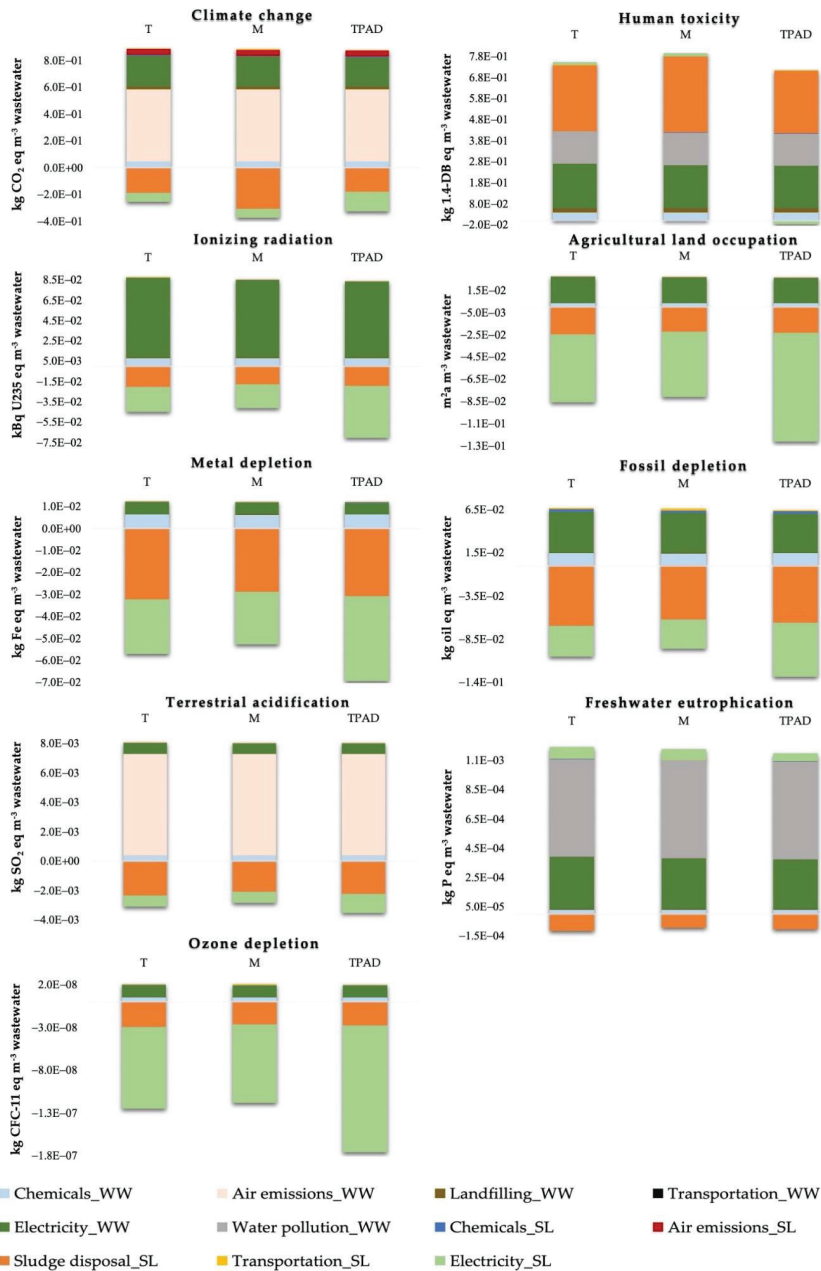 Climate change
T M TPAD
kg CO₂ eq m⁻³ wastewater
8.0E−01
6.0E−01
4.0E−01
2.0E−01
0.0E+00
−2.0E−01
−4.0E−01
Human toxicity
T M TPAD
kg 1.4-DB eq m⁻³ wastewater
7.8E−01
6.8E−01
5.8E−01
4.8E−01
3.8E−01
2.8E−01
1.8E−01
8.0E−02
−2.0E−02
Ionizing radiation
T M TPAD
kBq U235 eq m⁻³ wastewater
8.5E−02
6.5E−02
4.5E−02
2.5E−02
5.0E−03
−1.5E−02
−3.5E−02
−5.5E−02
−7.5E−02
Agricultural land occupation
T M TPAD
m²a m⁻³ wastewater
1.5E−02
−5.0E−03
−2.5E−02
−4.5E−02
−6.5E−02
−8.5E−02
−1.1E−01
−1.3E−01
Metal depletion
T M TPAD
kg Fe eq m⁻³ wastewater
1.0E−02
0.0E+00
−1.0E−02
−2.0E−02
−3.0E−02
−4.0E−02
−5.0E−02
−6.0E−02
−7.0E−02
Fossil depletion
T M TPAD
kg oil eq m⁻³ wastewater
6.5E−02
1.5E−02
−3.5E−02
−8.5E−02
−1.4E−01
Terrestrial acidification
T M TPAD
kg SO₂ eq m⁻³ wastewater
8.0E−03
6.0E−03
4.0E−03
2.0E−03
0.0E+00
−2.0E−03
−4.0E−03
Freshwater eutrophication
T M TPAD
kg P eq m⁻³ wastewater
1.1E−03
8.5E−04
6.5E−04
4.5E−04
2.5E−04
5.0E−05
−1.5E−04
Ozone depletion
T M TPAD
kg CFC-11 eq m⁻³ wastewater
2.0E−08
−3.0E−08
−8.0E−08
−1.3E−07
−1.8E−07
Chemicals_WW Air emissions_WW Landfilling_WW Transportation_WW
Electricity_WW Water pollution_WW Chemicals_SL Air emissions_SL
Sludge disposal_SL Transportation_SL Electricity_SL